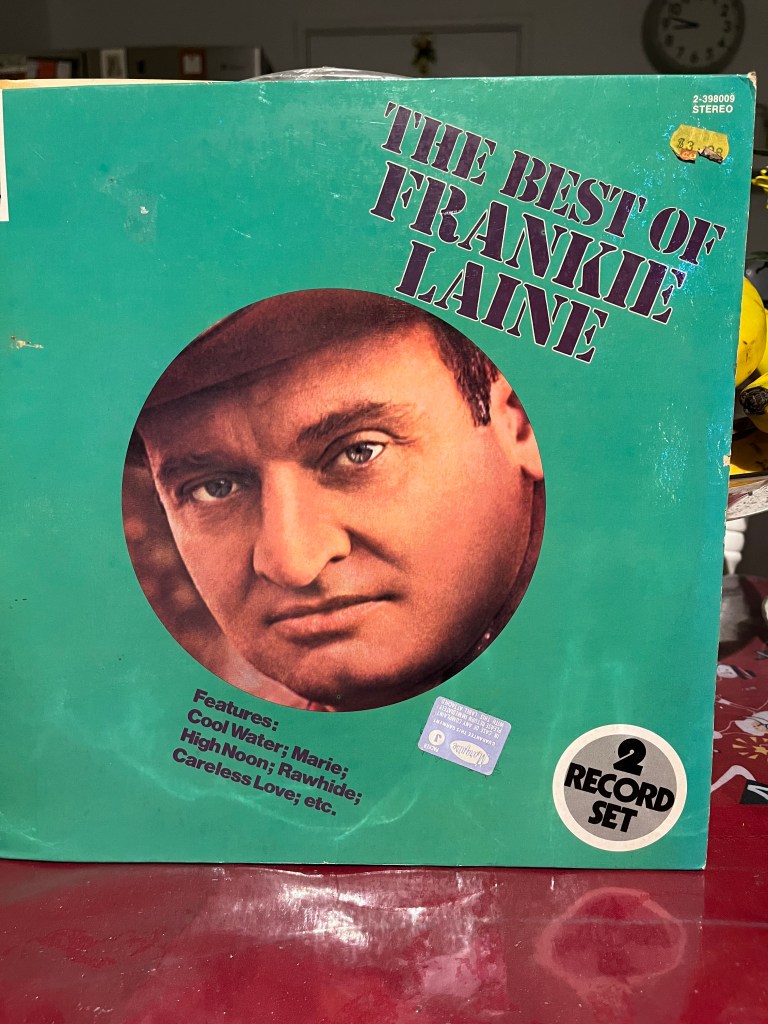 2-398009
STEREO
THE BEST OF
FRANKIE
LAINE
Features:
Cool Water; Marie;
High Noon; Rawhide;
Careless Love; etc.
2
RECORD
SET